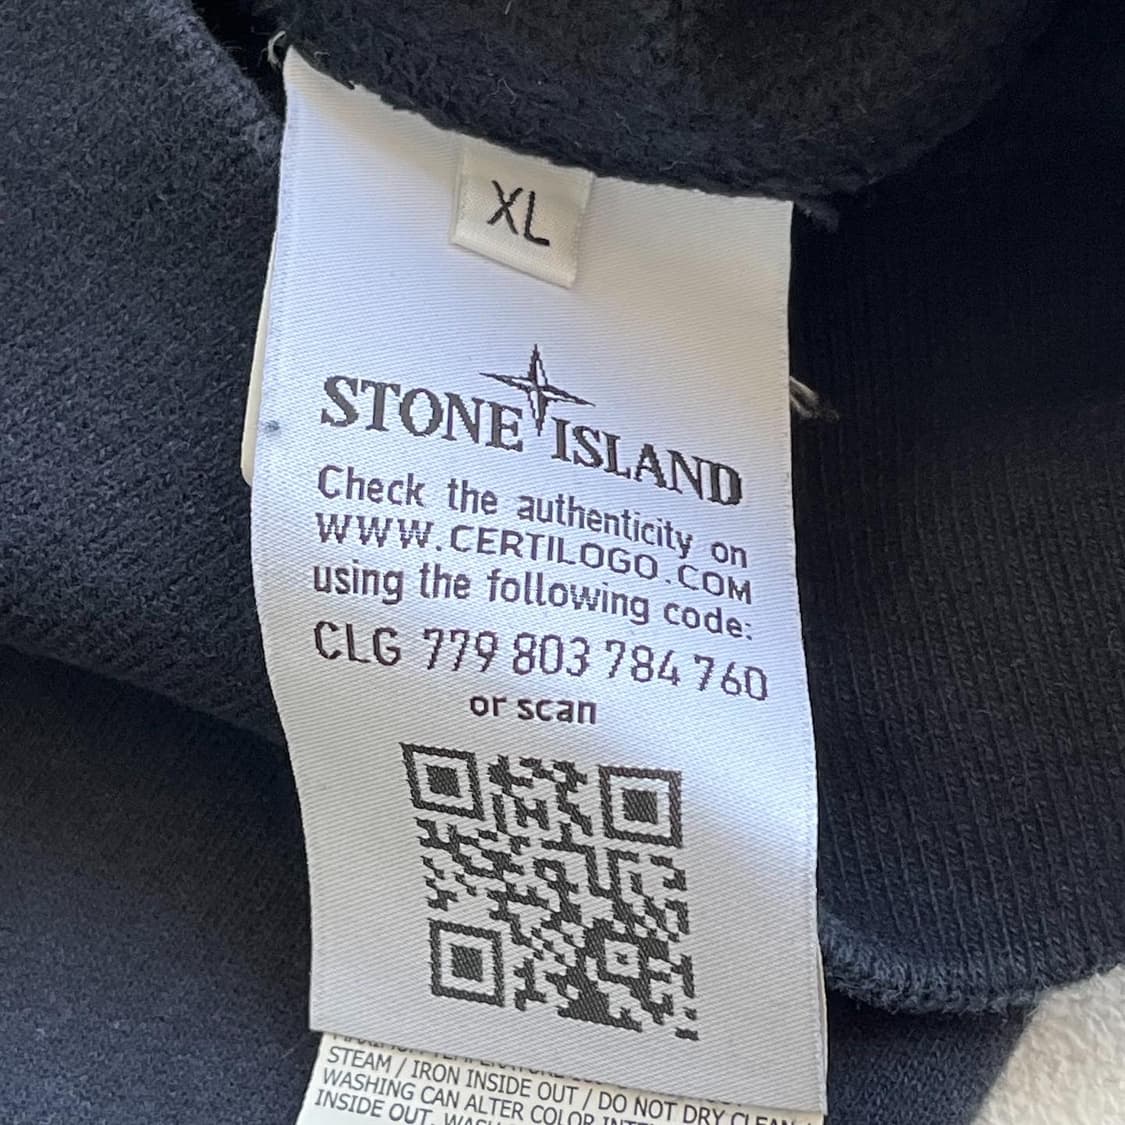 XL
STONE ISLAND
Check the authenticity on
WWW.CERTILOGO.COM
using the following code:
CLG 779 803 784 760
or scan
STEAM / IRON INSIDE OUT / DO NOT DRY CLEAN
WASHING CAN ALTER COLOR
INSIDE OUT.